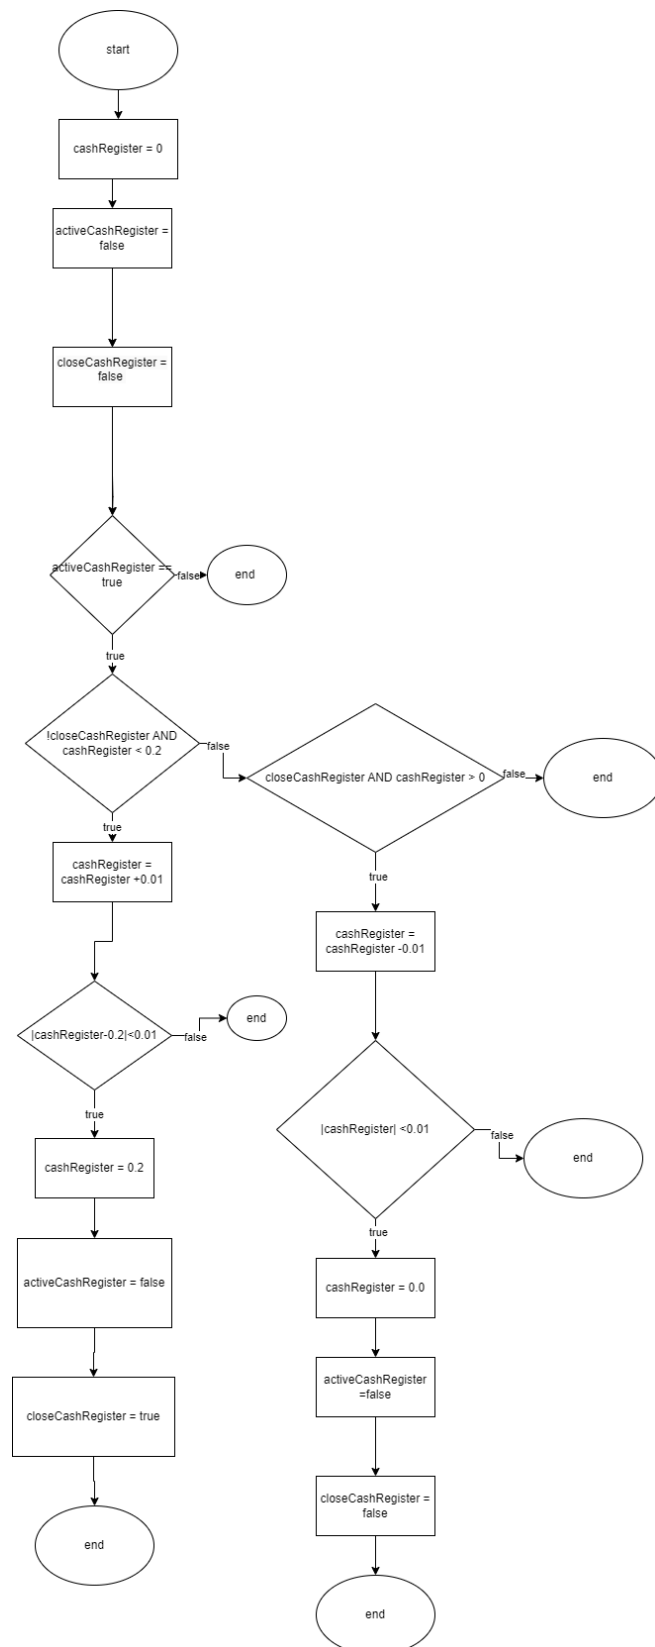 start
cashRegister = 0
activeCashRegister =
false
closeCashRegister =
false
activeCashRegister ==
true
false
end
true
!closeCashRegister AND
cashRegister < 0.2
false
closeCashRegister AND cashRegister > 0
false
end
true
cashRegister =
cashRegister +0.01
true
cashRegister =
cashRegister -0.01
|cashRegister-0.2|<0.01
false
end
true
|cashRegister| <0.01
false
end
true
cashRegister = 0.2
cashRegister = 0.0
activeCashRegister = false
activeCashRegister
=false
closeCashRegister = true
closeCashRegister =
false
end
end